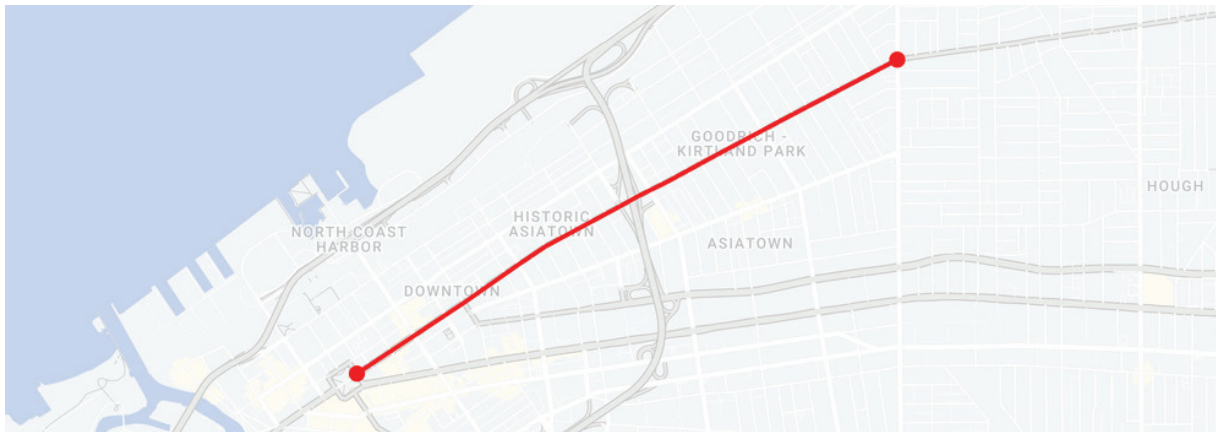 GOODRICH -
KIRTLAND PARK
HOUGH
HISTORIC
ASIATOWN
NORTH COAST
HARBOR
ASIATOWN
DOWNTOWN